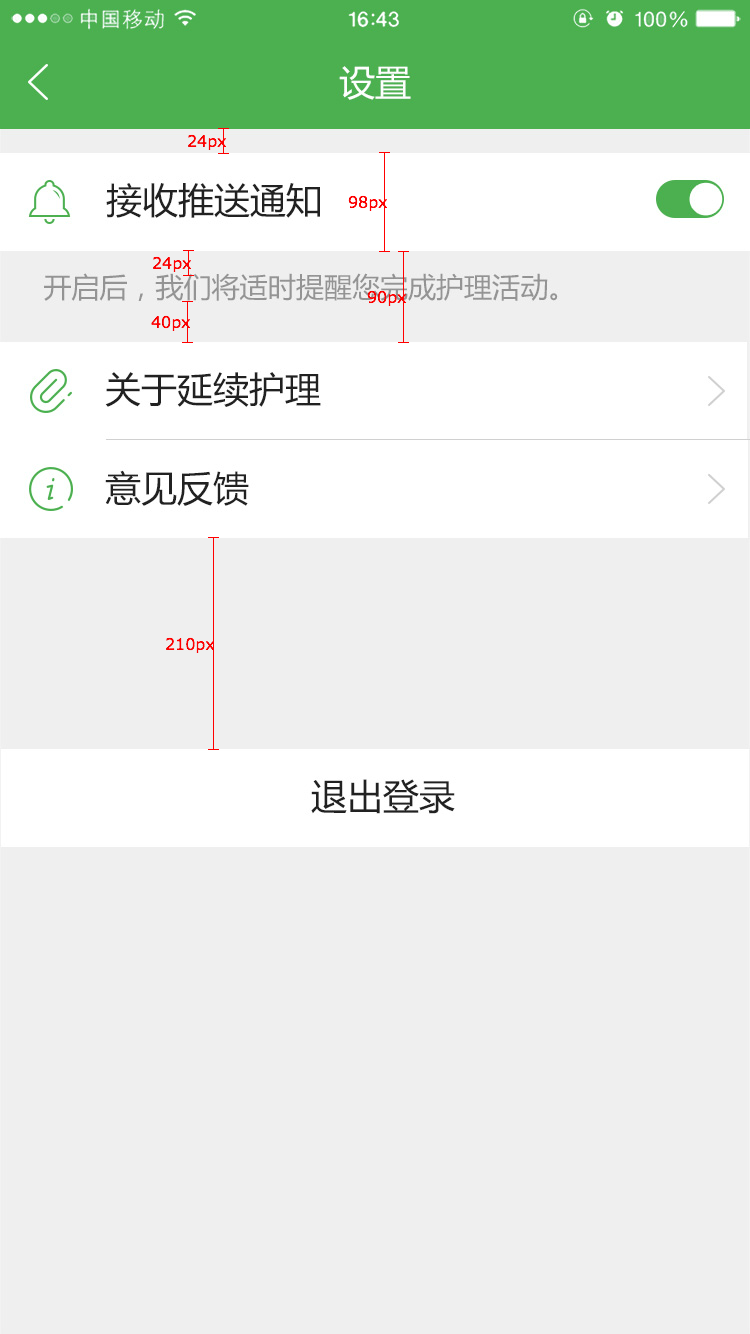 中国移动 16:43 100%
设置
24px
接收推送通知
98px
24px
开启后，我们将适时提醒您完成护理活动。
90px
40px
关于延续护理
意见反馈
210px
退出登录